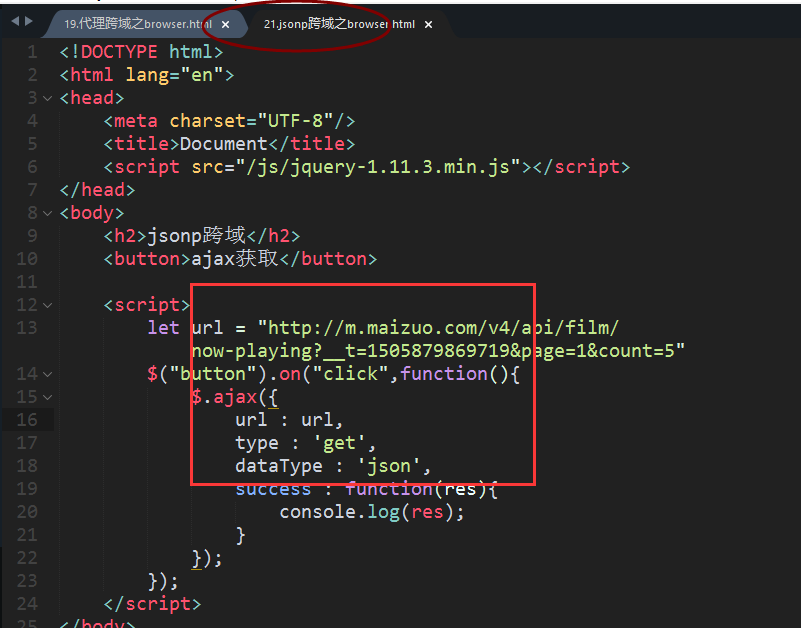 19.代理跨域之browser.html × 21.jsonp跨域之browser.html ×
1 <!DOCTYPE html>
2 <html lang="en">
3 <head>
4 <meta charset="UTF-8"/>
5 <title>Document</title>
6 <script src="/js/jquery-1.11.3.min.js"></script>
7 </head>
8 <body>
9 <h2>jsonp跨域</h2>
10 <button>ajax获取</button>
11
12 <script>
13 let url = "http://m.maizuo.com/v4/api/film/
now-playing?__t=1505879869719&page=1&count=5"
14 $("button").on("click",function(){
15 $.ajax({
16 url : url,
17 type : 'get',
18 dataType : 'json',
19 success : function(res){
20 console.log(res);
21 }
22 });
23 });
24 </script>
25 </body>